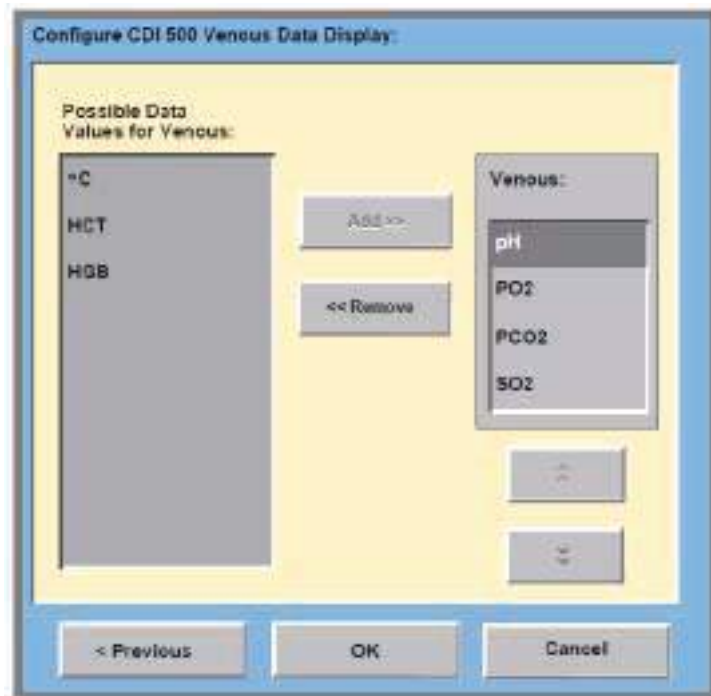 Configure CDI 500 Venous Data Display:
Possible Data
Values for Venous:
°C
HCT
HGB
Add >>
<< Remove
Venous:
pH
PO2
PCO2
SO2
< Previous
OK
Cancel